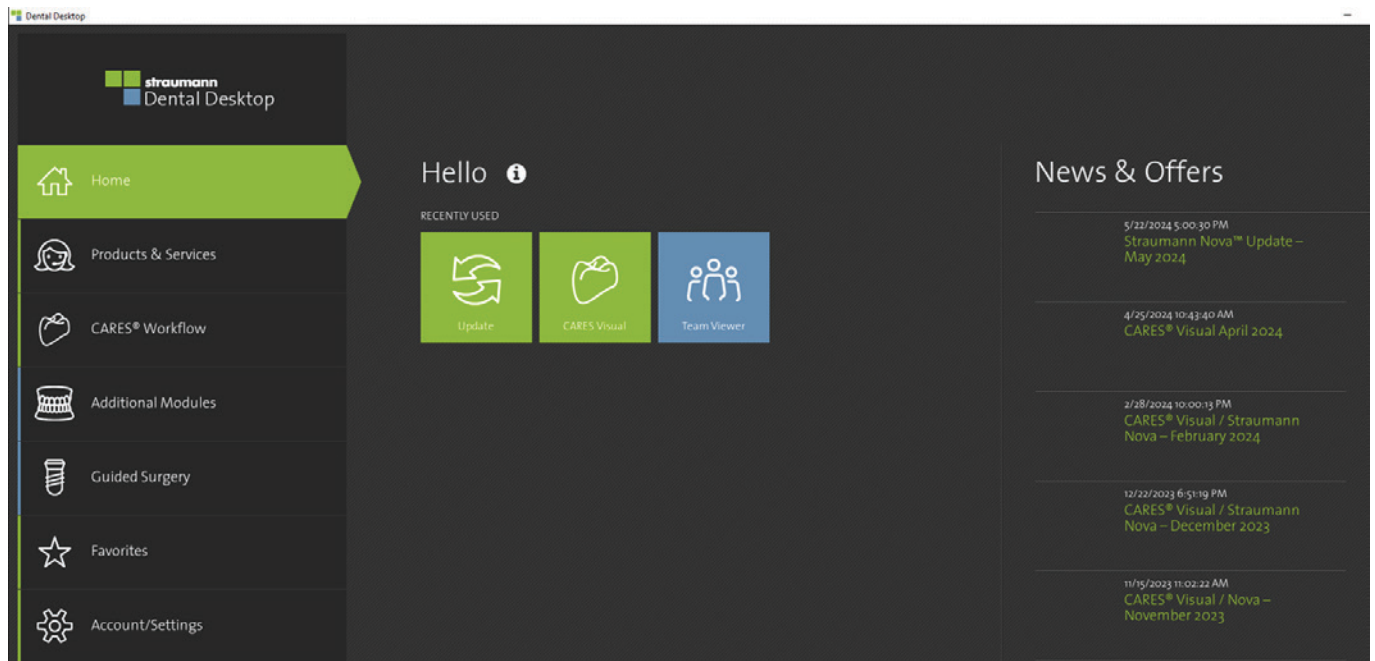 Dental Desktop
straumann
Dental Desktop
Home
Products & Services
CARES® Workflow
Additional Modules
Guided Surgery
Favorites
Account/Settings
Hello
RECENTLY USED
Update
CARES Visual
Team Viewer
News & Offers
5/22/2024 5:00:30 PM
Straumann Nova™ Update –
May 2024
4/25/2024 10:43:40 AM
CARES® Visual April 2024
2/28/2024 10:00:13 PM
CARES® Visual / Straumann
Nova – February 2024
12/22/2023 6:51:19 PM
CARES® Visual / Straumann
Nova – December 2023
11/15/2023 11:02:22 AM
CARES® Visual / Nova –
November 2023